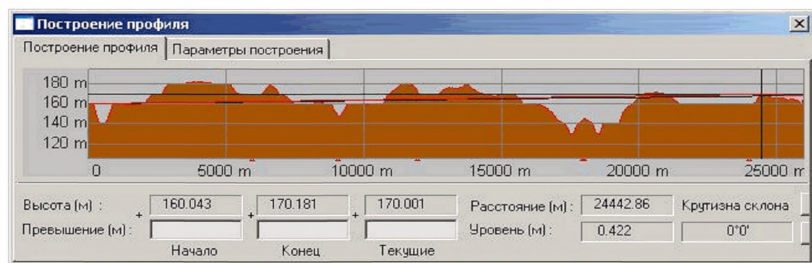 Построение профиля
Построение профиля Параметры построения
180 m
160 m
140 m
120 m
0 5000 m 10000 m 15000 m 20000 m 25000 m
Высота (м) : + 160.043 + 170.181 + 170.001 Расстояние (м) : 24442.86 Крутизна склона
Превышение (м) : Уровень (м) : 0.422 0°0'
Начало Конец Текущие